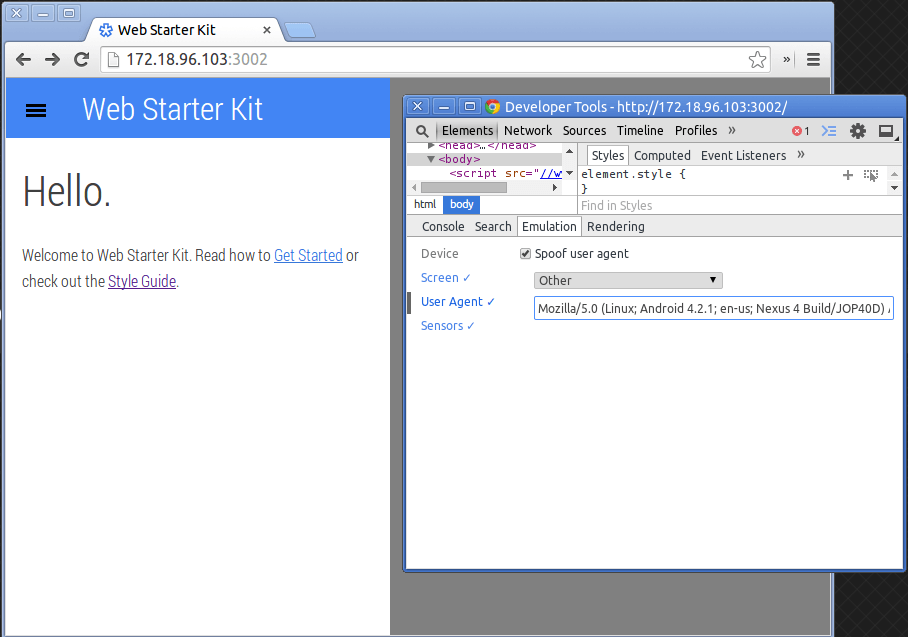 Web Starter Kit
172.18.96.103:3002
Web Starter Kit
Hello.
Welcome to Web Starter Kit. Read how to Get Started or
check out the Style Guide.
Developer Tools - http://172.18.96.103:3002/
Elements Network Sources Timeline Profiles » 1
<head>…</head>
<body>
<script src="//w
html body
Styles Computed Event Listeners »
element.style {
}
Find in Styles
Console Search Emulation Rendering
Device
Screen ✓
User Agent ✓
Sensors ✓
Spoof user agent
Other
Mozilla/5.0 (Linux; Android 4.2.1; en-us; Nexus 4 Build/JOP40D)